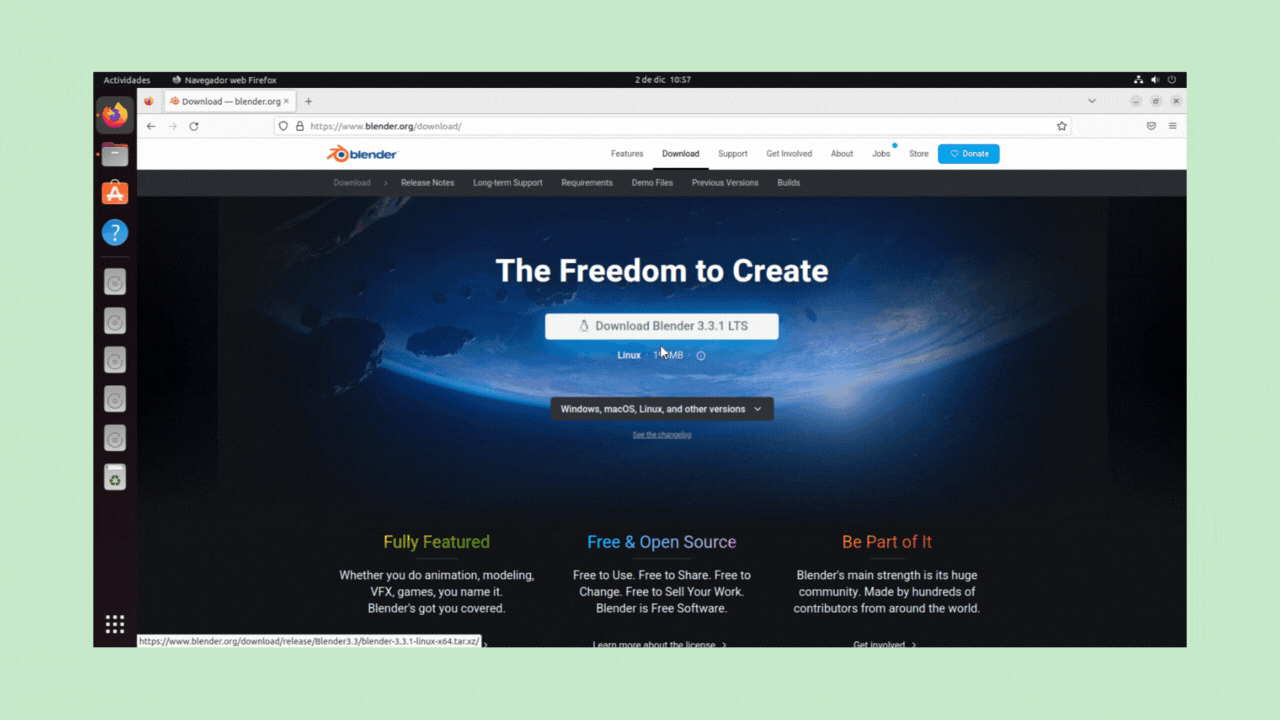 Actividades Navegador web Firefox 2 de dic 10:57
Download — blender.org × +
https://www.blender.org/download/
blender Features Download Support Get Involved About Jobs Store Donate
Download › Release Notes Long-term Support Requirements Demo Files Previous Versions Builds
The Freedom to Create
Download Blender 3.3.1 LTS
Linux · MB ·
Windows, macOS, Linux, and other versions
See the changelog
Fully Featured Free & Open Source Be Part of It
Whether you do animation, modeling,
VFX, games, you name it.
Blender's got you covered.
Free to Use. Free to Share. Free to
Change. Free to Sell Your Work.
Blender is Free Software.
Blender's main strength is its huge
community. Made by hundreds of
contributors from around the world.
Learn more about the license › Get involved ›
https://www.blender.org/download/release/Blender3.3/blender-3.3.1-linux-x64.tar.xz/